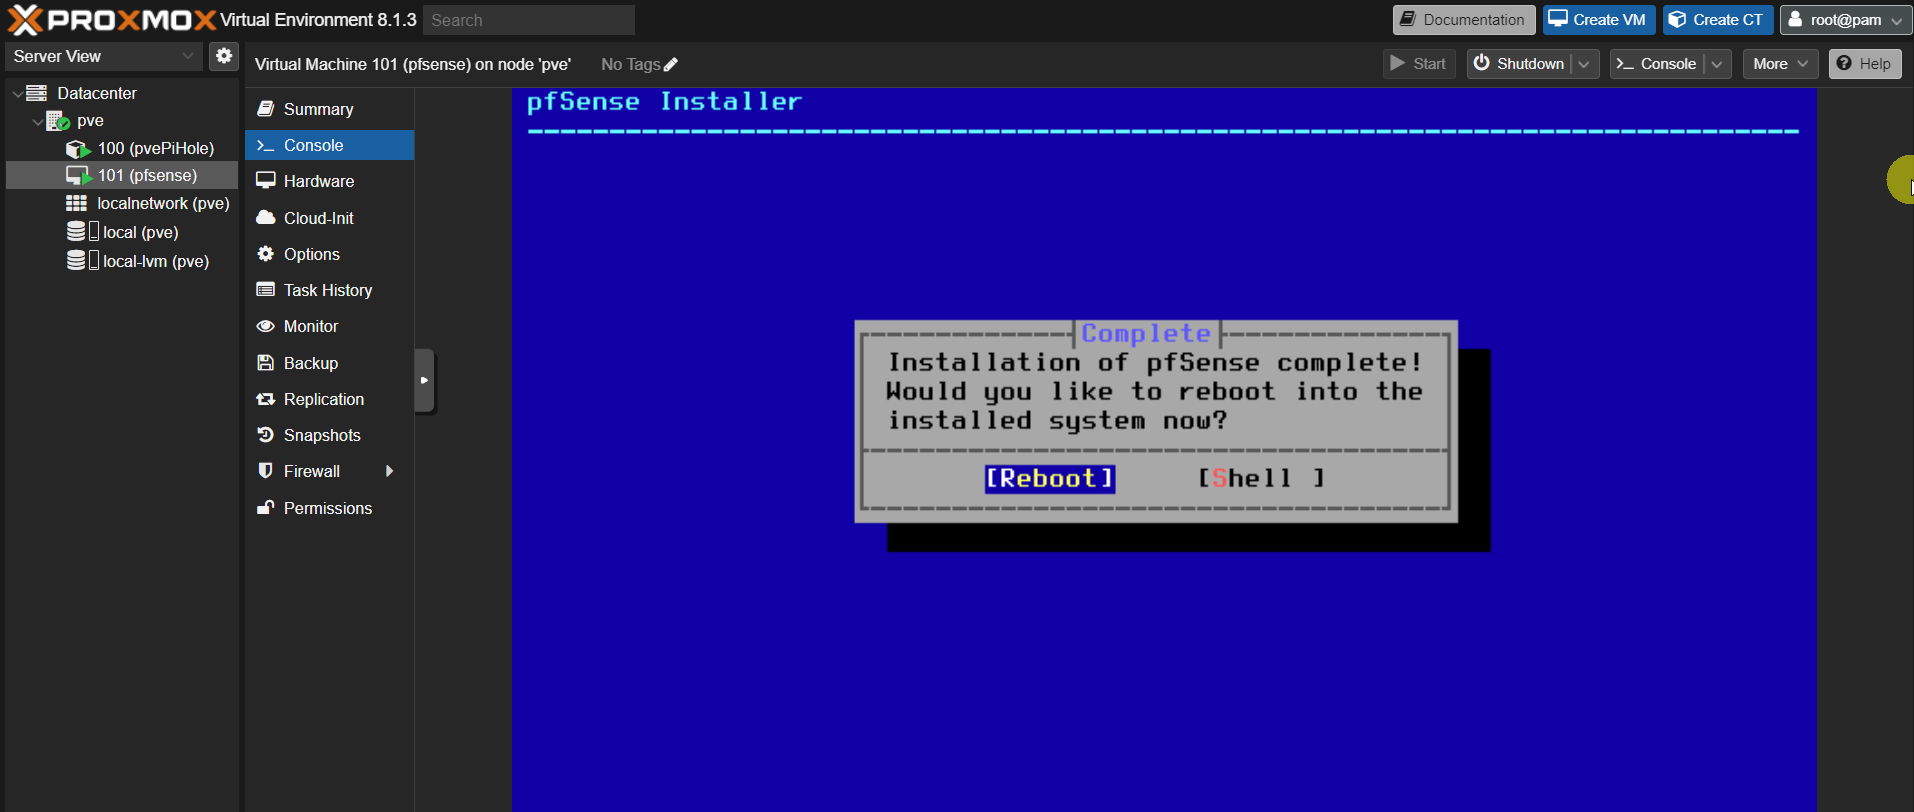 PROXMOX Virtual Environment 8.1.3 Search Documentation Create VM Create CT root@pam
Server View
Virtual Machine 101 (pfsense) on node 'pve' No Tags Start Shutdown Console More Help
Datacenter
pve
100 (pvePiHole)
101 (pfsense)
localnetwork (pve)
local (pve)
local-lvm (pve)
Summary
Console
Hardware
Cloud-Init
Options
Task History
Monitor
Backup
Replication
Snapshots
Firewall
Permissions
pfSense Installer
Complete
Installation of pfSense complete!
Would you like to reboot into the
installed system now?
[Reboot] [Shell ]